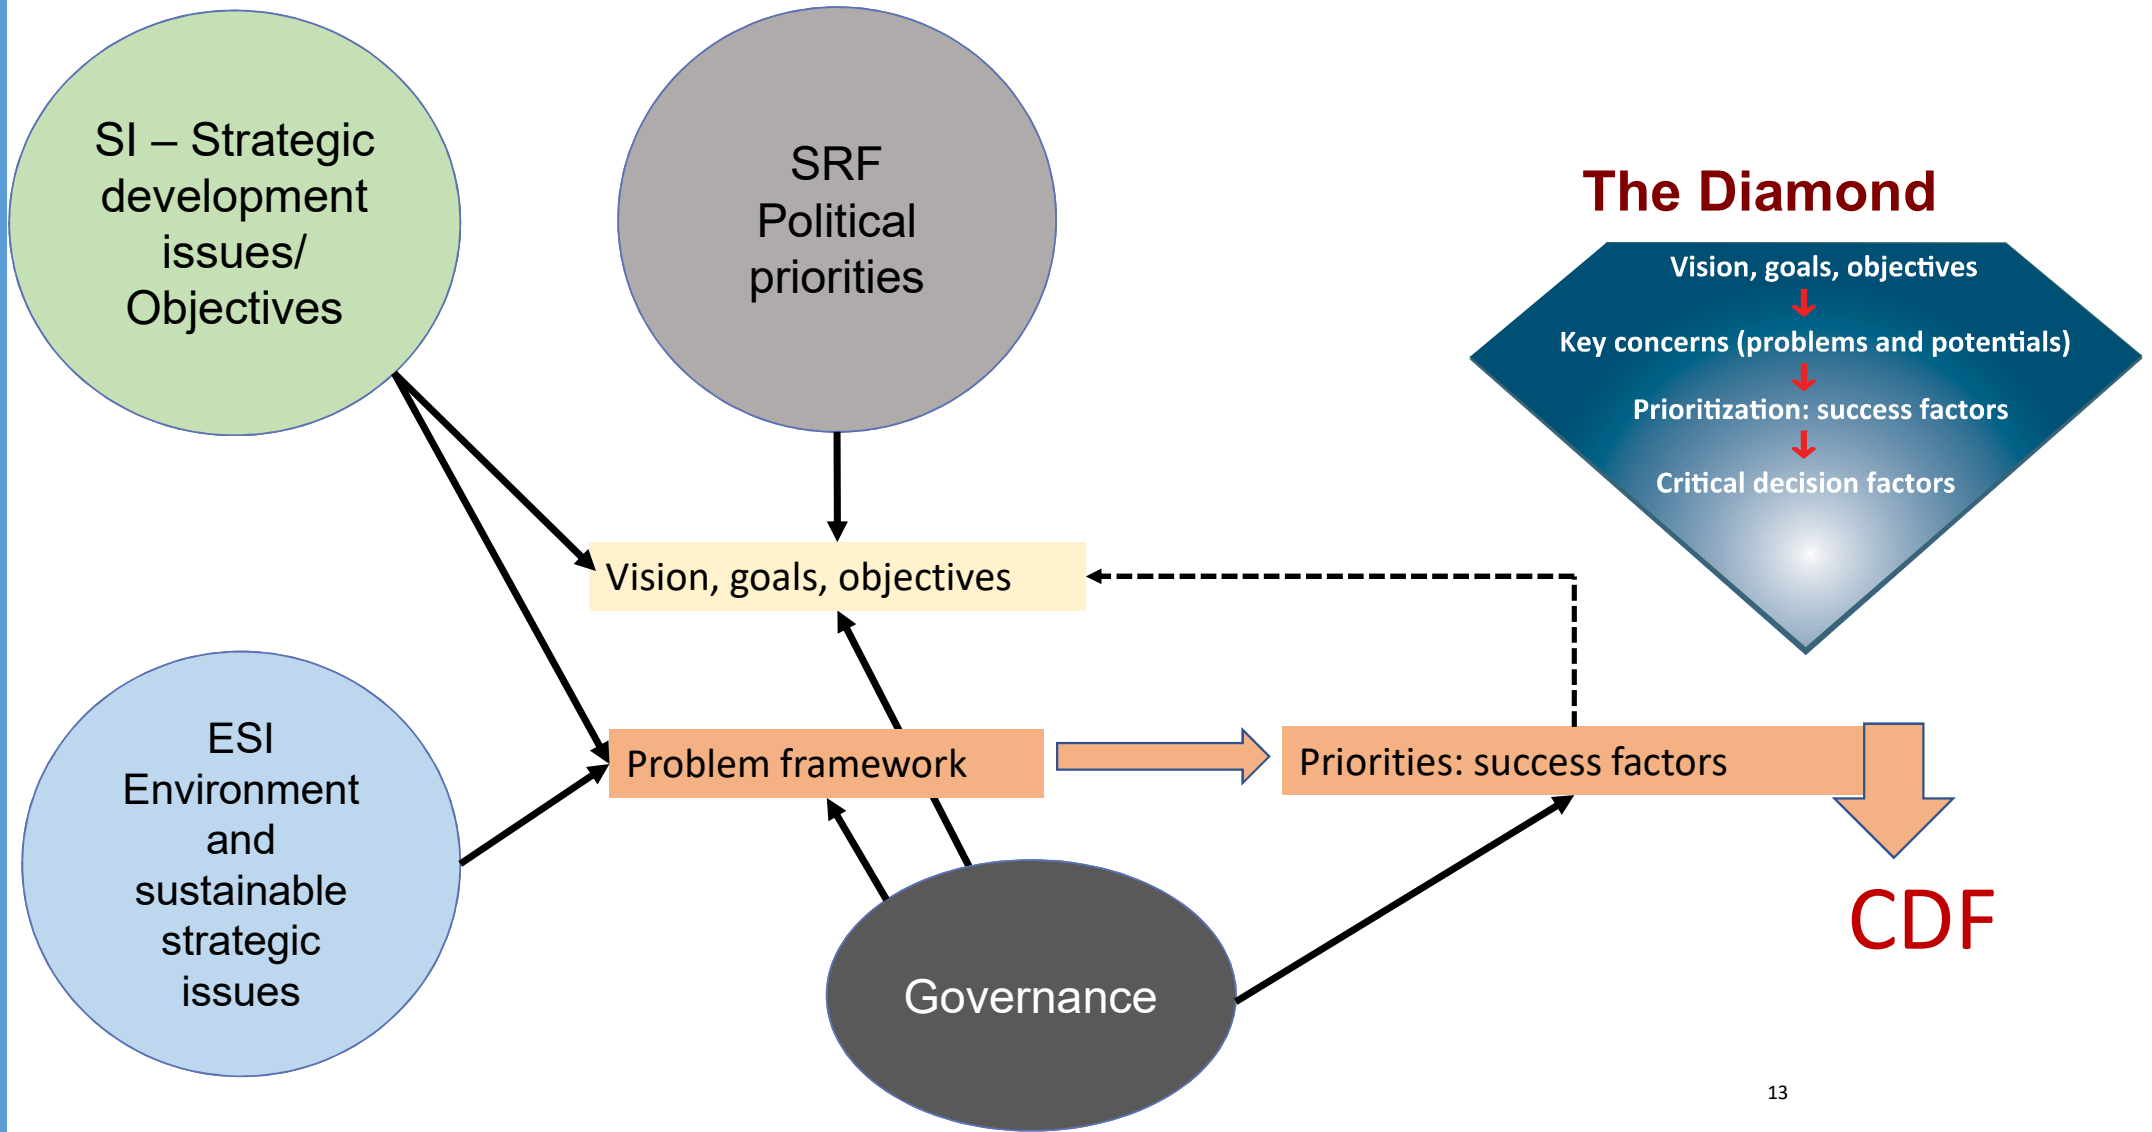 SI – Strategic
development
issues/
Objectives
SRF
Political
priorities
The Diamond
Vision, goals, objectives
Key concerns (problems and potentials)
Prioritization: success factors
Critical decision factors
Vision, goals, objectives
ESI
Environment
and
sustainable
strategic
issues
Problem framework
Priorities: success factors
CDF
Governance
13